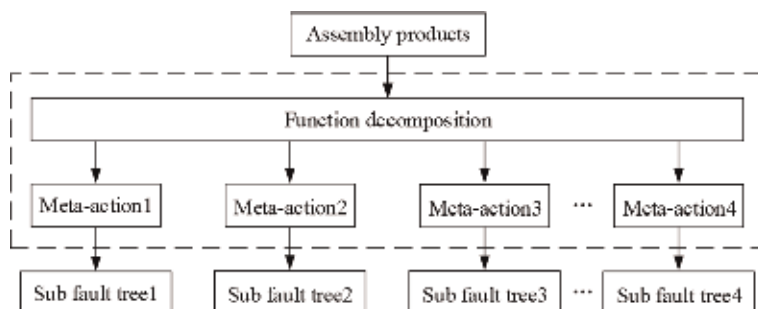 Assembly products
Function decomposition
Meta-action1 Meta-action2 Meta-action3 ... Meta-action4
Sub fault tree1 Sub fault tree2 Sub fault tree3 ... Sub fault tree4